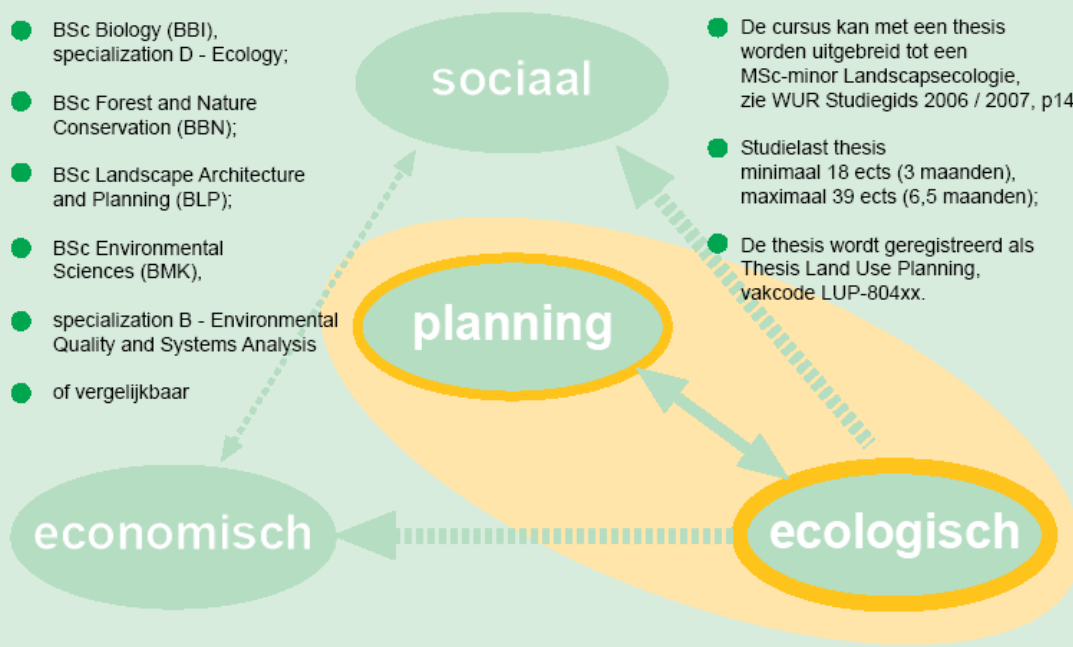 BSc Biology (BBI),
specialization D - Ecology;
BSc Forest and Nature
Conservation (BBN);
BSc Landscape Architecture
and Planning (BLP);
BSc Environmental
Sciences (BMK),
specialization B - Environmental
Quality and Systems Analysis
of vergelijkbaar
sociaal
De cursus kan met een thesis
worden uitgebreid tot een
MSc-minor Landscapsecologie,
zie WUR Studiegids 2006 / 2007, p14
Studielast thesis
minimaal 18 ects (3 maanden),
maximaal 39 ects (6,5 maanden);
De thesis wordt geregistreerd als
Thesis Land Use Planning,
vakcode LUP-804xx.
planning
economisch
ecologisch